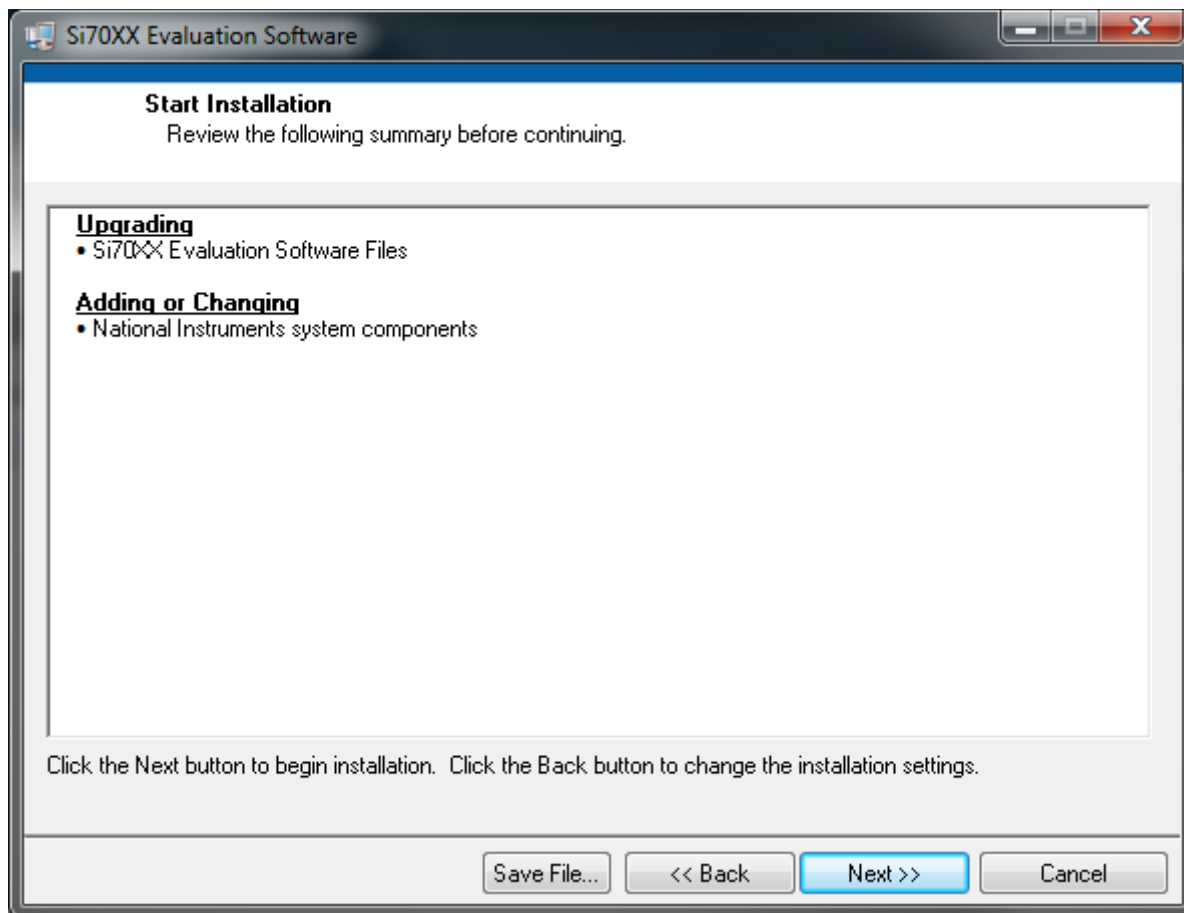 Si70XX Evaluation Software
Start Installation
Review the following summary before continuing.
Upgrading
• Si70XX Evaluation Software Files
Adding or Changing
• National Instruments system components
Click the Next button to begin installation.  Click the Back button to change the installation settings.
Save File...
<< Back
Next >>
Cancel